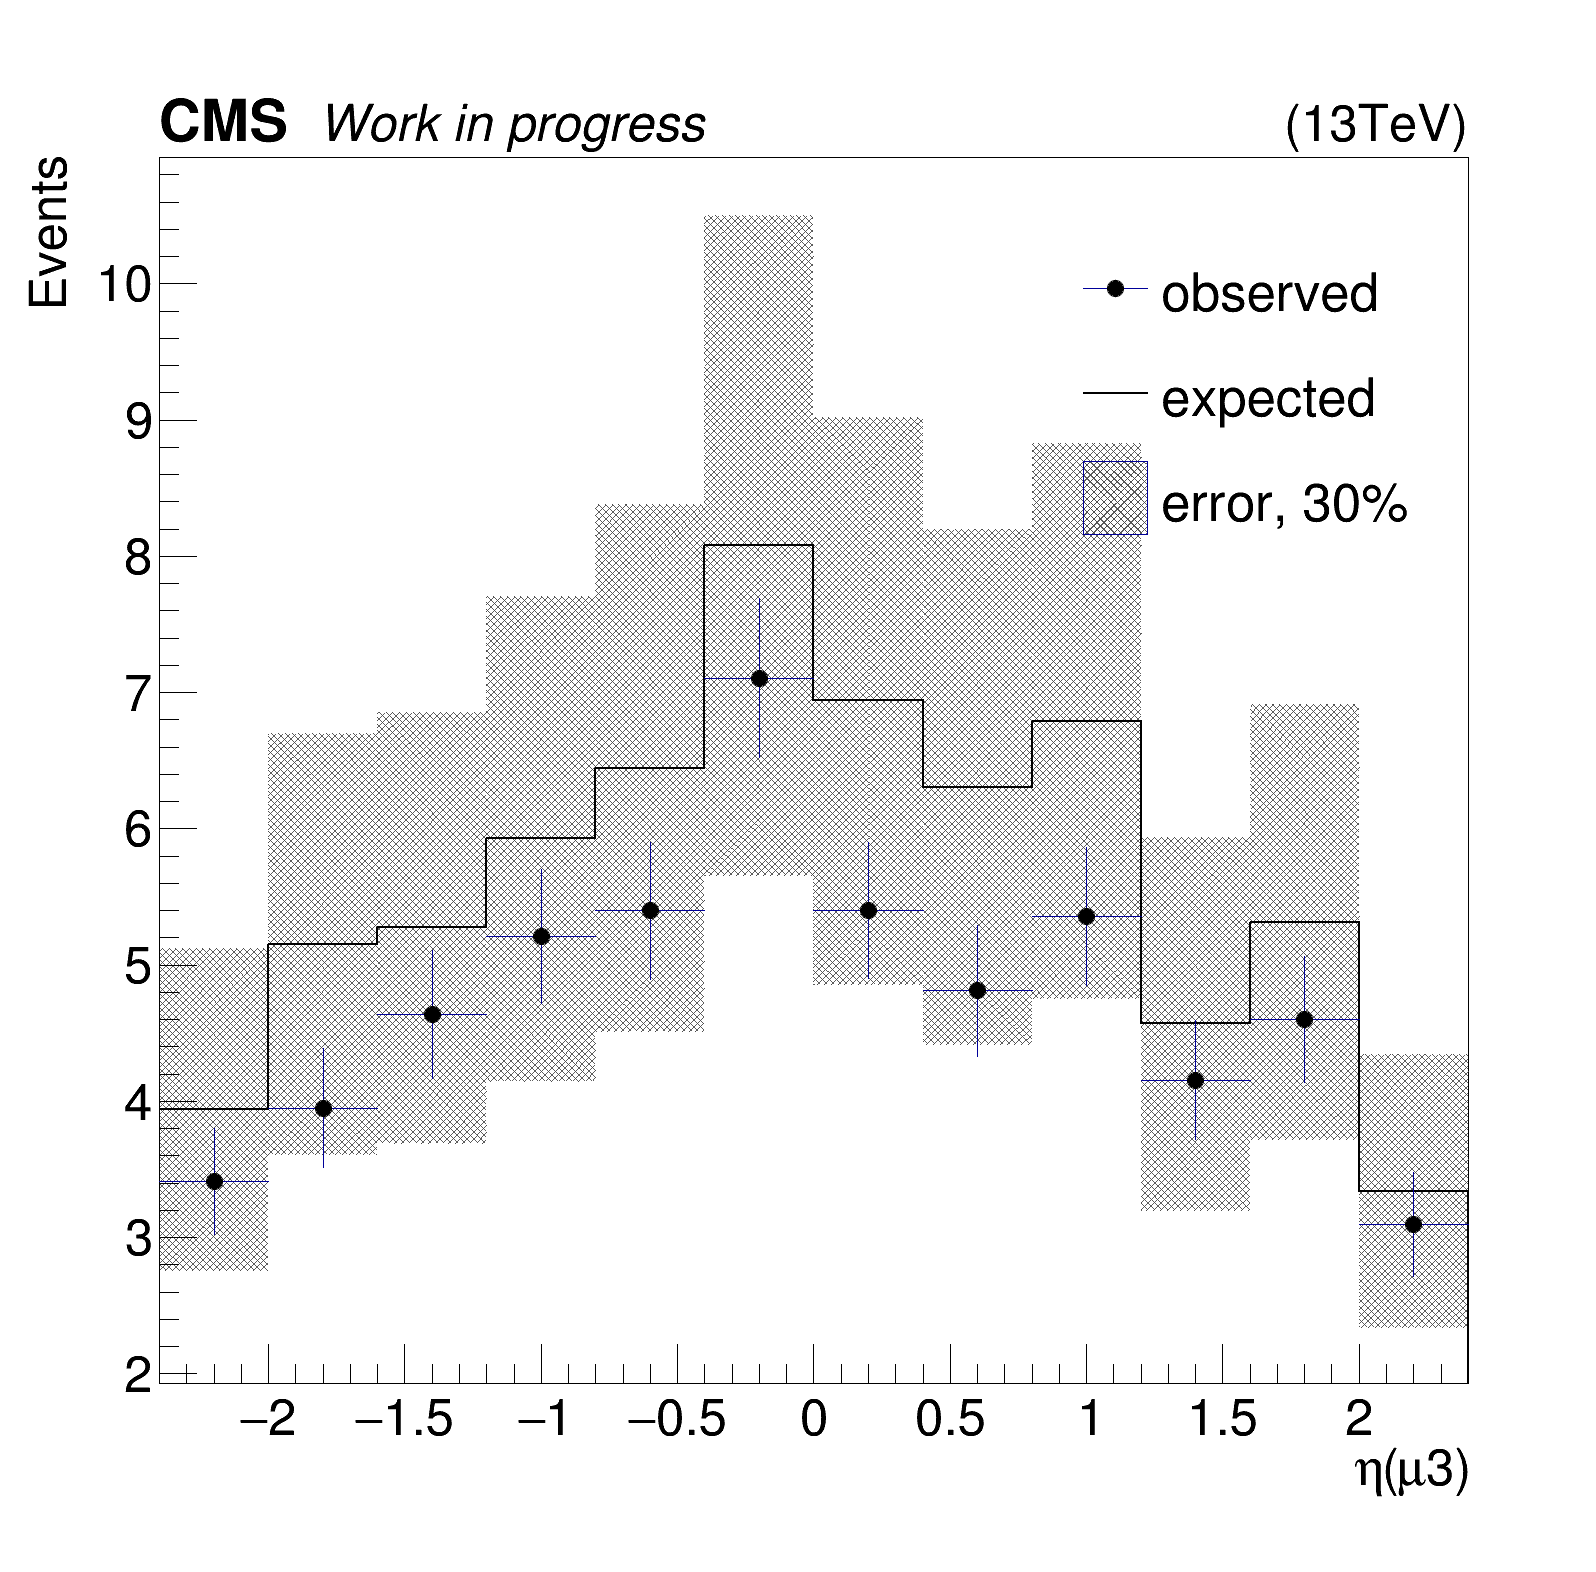 CMS Work in progress (13TeV)
Events
10
9
8
7
6
5
4
3
2
observed
expected
error, 30%
−2 −1.5 −1 −0.5 0 0.5 1 1.5 2
η(μ3)